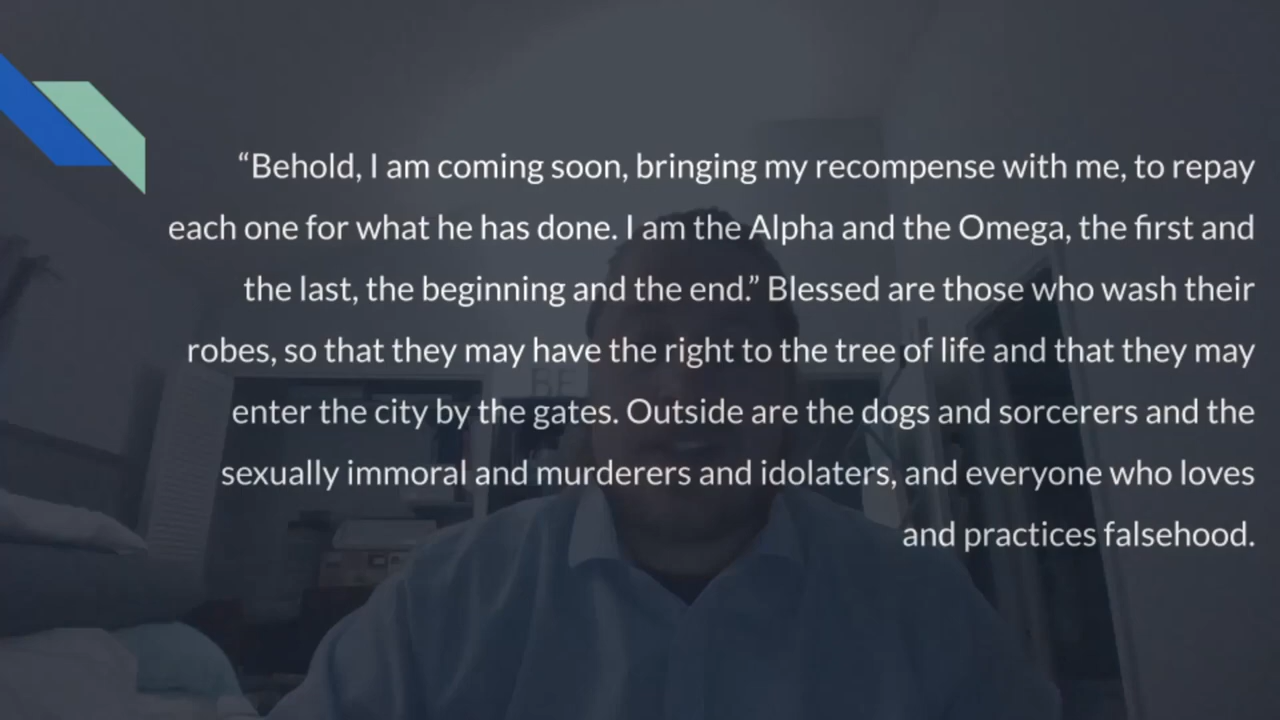 “Behold, I am coming soon, bringing my recompense with me, to repay
each one for what he has done. I am the Alpha and the Omega, the first and
the last, the beginning and the end.” Blessed are those who wash their
robes, so that they may have the right to the tree of life and that they may
enter the city by the gates. Outside are the dogs and sorcerers and the
sexually immoral and murderers and idolaters, and everyone who loves
and practices falsehood.